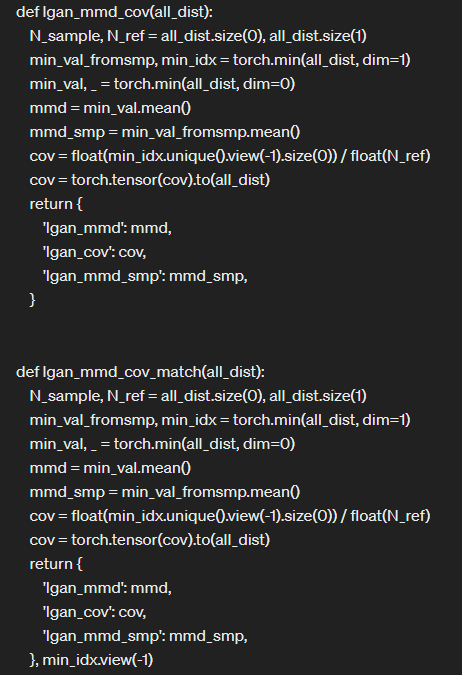 def lgan_mmd_cov(all_dist):
    N_sample, N_ref = all_dist.size(0), all_dist.size(1)
    min_val_fromsmp, min_idx = torch.min(all_dist, dim=1)
    min_val, _ = torch.min(all_dist, dim=0)
    mmd = min_val.mean()
    mmd_smp = min_val_fromsmp.mean()
    cov = float(min_idx.unique().view(-1).size(0)) / float(N_ref)
    cov = torch.tensor(cov).to(all_dist)
    return {
        'lgan_mmd': mmd,
        'lgan_cov': cov,
        'lgan_mmd_smp': mmd_smp,
    }
def lgan_mmd_cov_match(all_dist):
    N_sample, N_ref = all_dist.size(0), all_dist.size(1)
    min_val_fromsmp, min_idx = torch.min(all_dist, dim=1)
    min_val, _ = torch.min(all_dist, dim=0)
    mmd = min_val.mean()
    mmd_smp = min_val_fromsmp.mean()
    cov = float(min_idx.unique().view(-1).size(0)) / float(N_ref)
    cov = torch.tensor(cov).to(all_dist)
    return {
        'lgan_mmd': mmd,
        'lgan_cov': cov,
        'lgan_mmd_smp': mmd_smp,
    }, min_idx.view(-1)